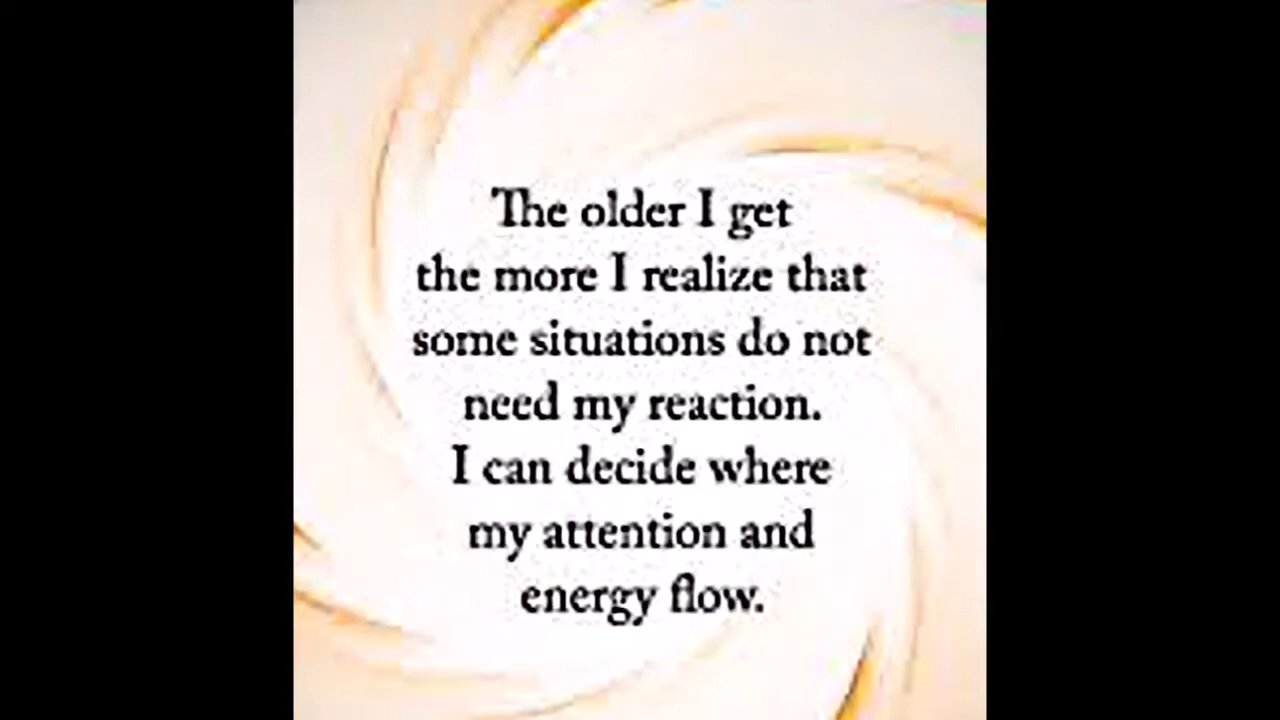 The older I get
the more I realize that
some situations do not
need my reaction.
I can decide where
my attention and
energy flow.